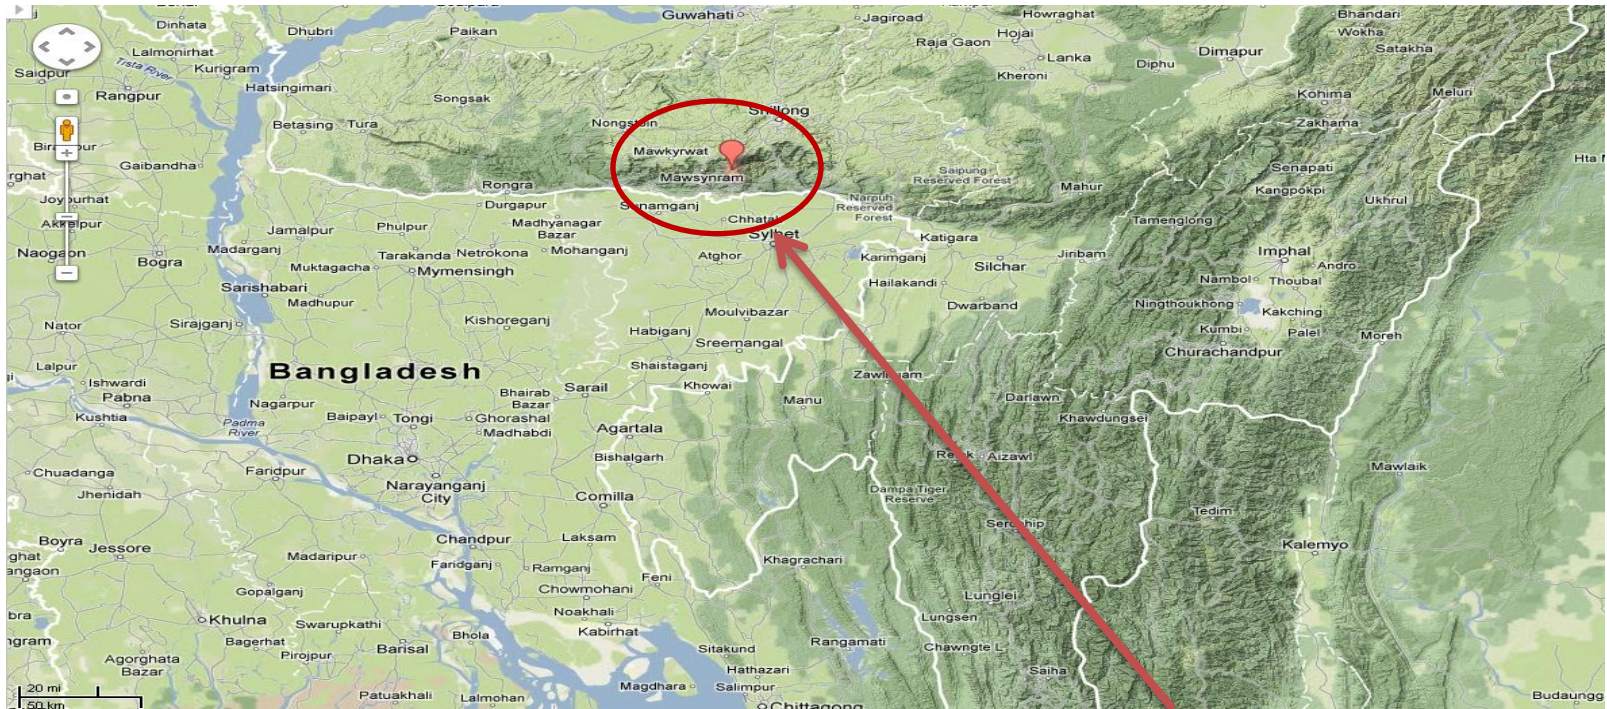 Dinhata
Dhubri
Paikan
Guwahati
Jagiroad
Howraghat
Bhandari
Raja Gaon
Hojai
Wokha
Lalmonirhat
Lanka
Dimapur
Satakha
Saidpur
Tista River
Kurigram
Kheroni
Diphu
Rangpur
Hatsingimari
Songsak
Kohima
Meluri
Betasing
Tura
Nongstoin
Shillong
Zakhama
Gaibandha
Mawkyrwat
Senapati
Hta
Rongra
Mawsynram
Saipung
Reserved Forest
Mahur
Kangpokpi
Joypurhat
Durgapur
Sunamganj
Narpuh
Reserved
Forest
Ukhrul
Akkelpur
Jamalpur
Phulpur
Madhyanagar
Bazar
Chhatak
Tamenglong
Sylhet
Katigara
Naogaon
Bogra
Madarganj
Tarakanda
Netrokona
Mohanganj
Atghor
Karimganj
Silchar
Jiribam
Imphal
Andro
Muktagacha
Mymensingh
Hailakandi
Nambol
Thoubal
Sarishabari
Madhupur
Moulvibazar
Dwarband
Ningthoukhong
Kakching
Nator
Sirajganj
Kishoreganj
Habiganj
Kumbi
Palel
Moreh
Sreemangal
Churachandpur
Lalpur
Bangladesh
Shaistaganj
Ishwardi
Pabna
Bhairab
Bazar
Sarail
Khowai
Manu
Darlawn
Kushtia
Nagarpur
Baipayl
Tongi
Ghorashal
Madhabdi
Agartala
Khawdungsei
Padma
River
Dhaka
Bishalgarh
Aizawl
Mawlaik
Chuadanga
Faridpur
Narayanganj
City
Comilla
Dampa Tiger
Reserve
Jhenidah
Tedim
Boyra
Jessore
Chandpur
Laksam
Kalemyo
Madaripur
Faridganj
Ramganj
Feni
Khagrachari
Gopalganj
Chowmohani
Lunglei
Khulna
Swarupkathi
Noakhali
Lungsen
Bagerhat
Pirojpur
Barisal
Bhola
Kabirhat
Sitakund
Rangamati
Chawngte L.
Agorghata
Bazar
Hathazari
Saiha
20 mi
50 km
Patuakhali
Lalmohan
Magdhara
Salimpur
Chittagong
Budaung